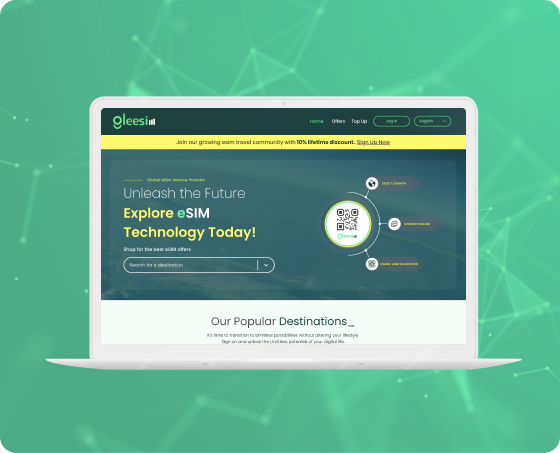 gleesim
Home Offers Top Up Log in English
Join our growing esim travel community with 10% lifetime discount. Sign Up Now
Global eSim Service Provider
Unleash the Future
Explore eSIM
Technology Today!
Shop for the best eSIM offers
Search for a destination
SELECT COUNTRY
CHOOSE PACKAGE
gleesim
Our Popular Destinations_
It's time to transition to limitless possibilities without altering your lifestyle.
Sign on and unlock the limitless potential of your digital life.